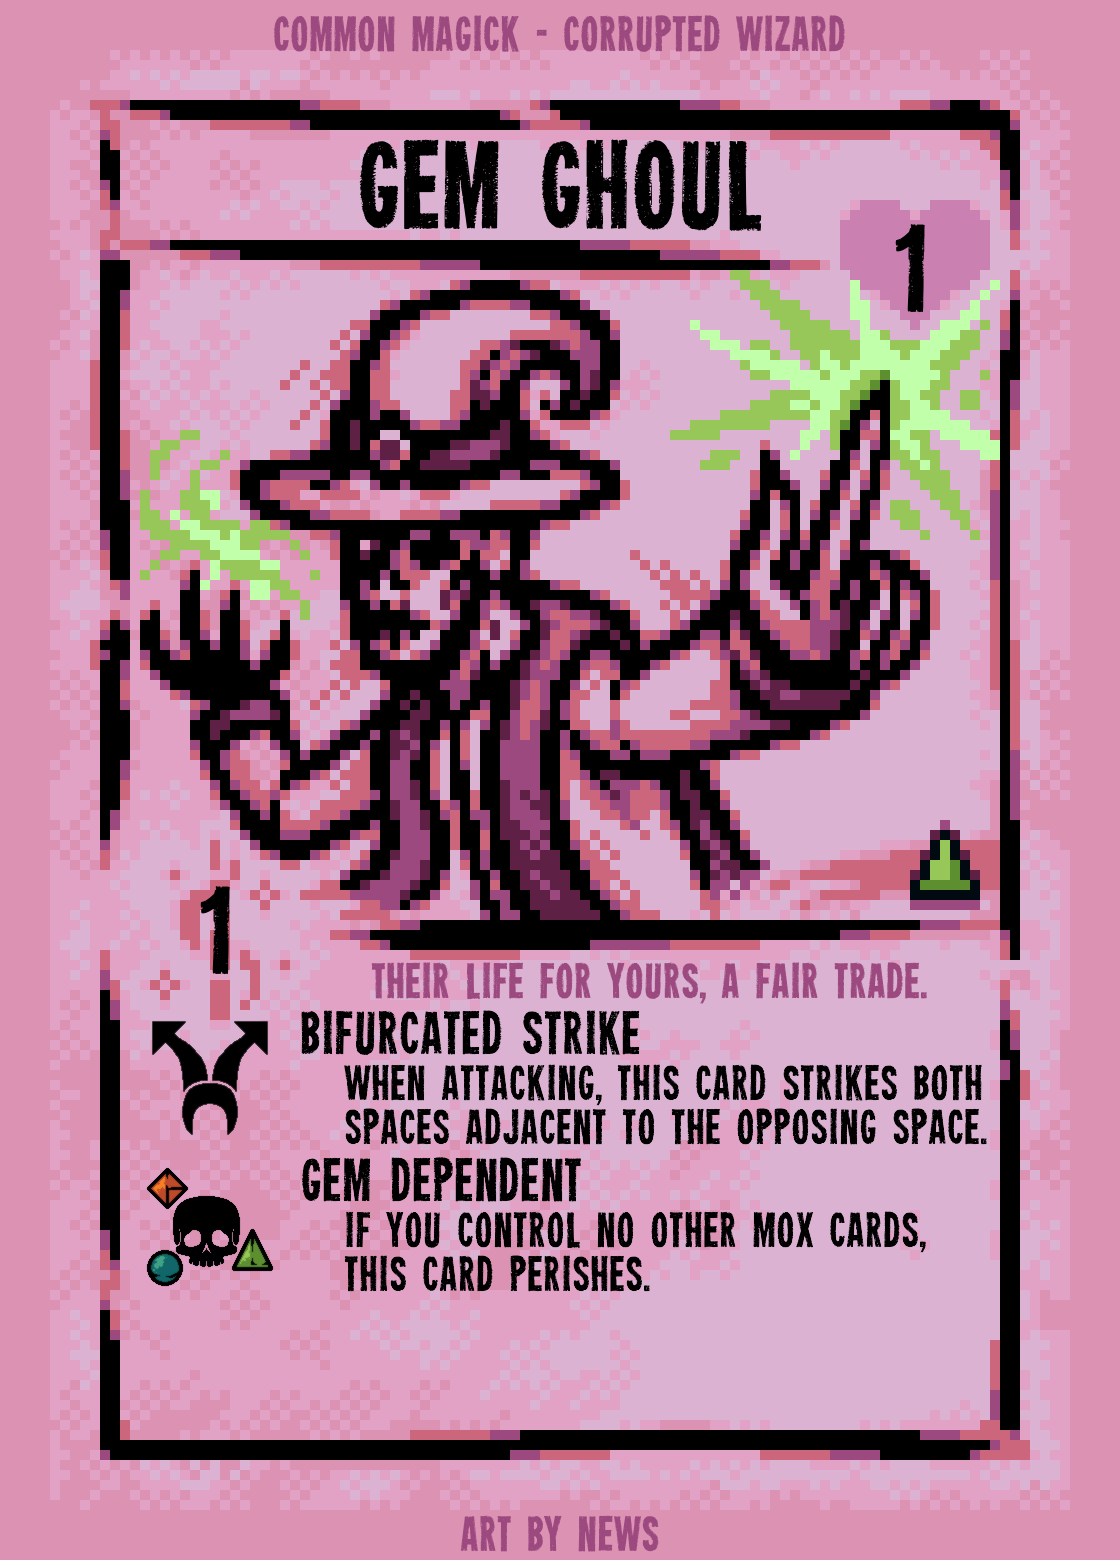 COMMON MAGICK - CORRUPTED WIZARD
GEM GHOUL
1
1
THEIR LIFE FOR YOURS, A FAIR TRADE.
BIFURCATED STRIKE
WHEN ATTACKING, THIS CARD STRIKES BOTH
SPACES ADJACENT TO THE OPPOSING SPACE.
GEM DEPENDENT
IF YOU CONTROL NO OTHER MOX CARDS,
THIS CARD PERISHES.
ART BY NEWS